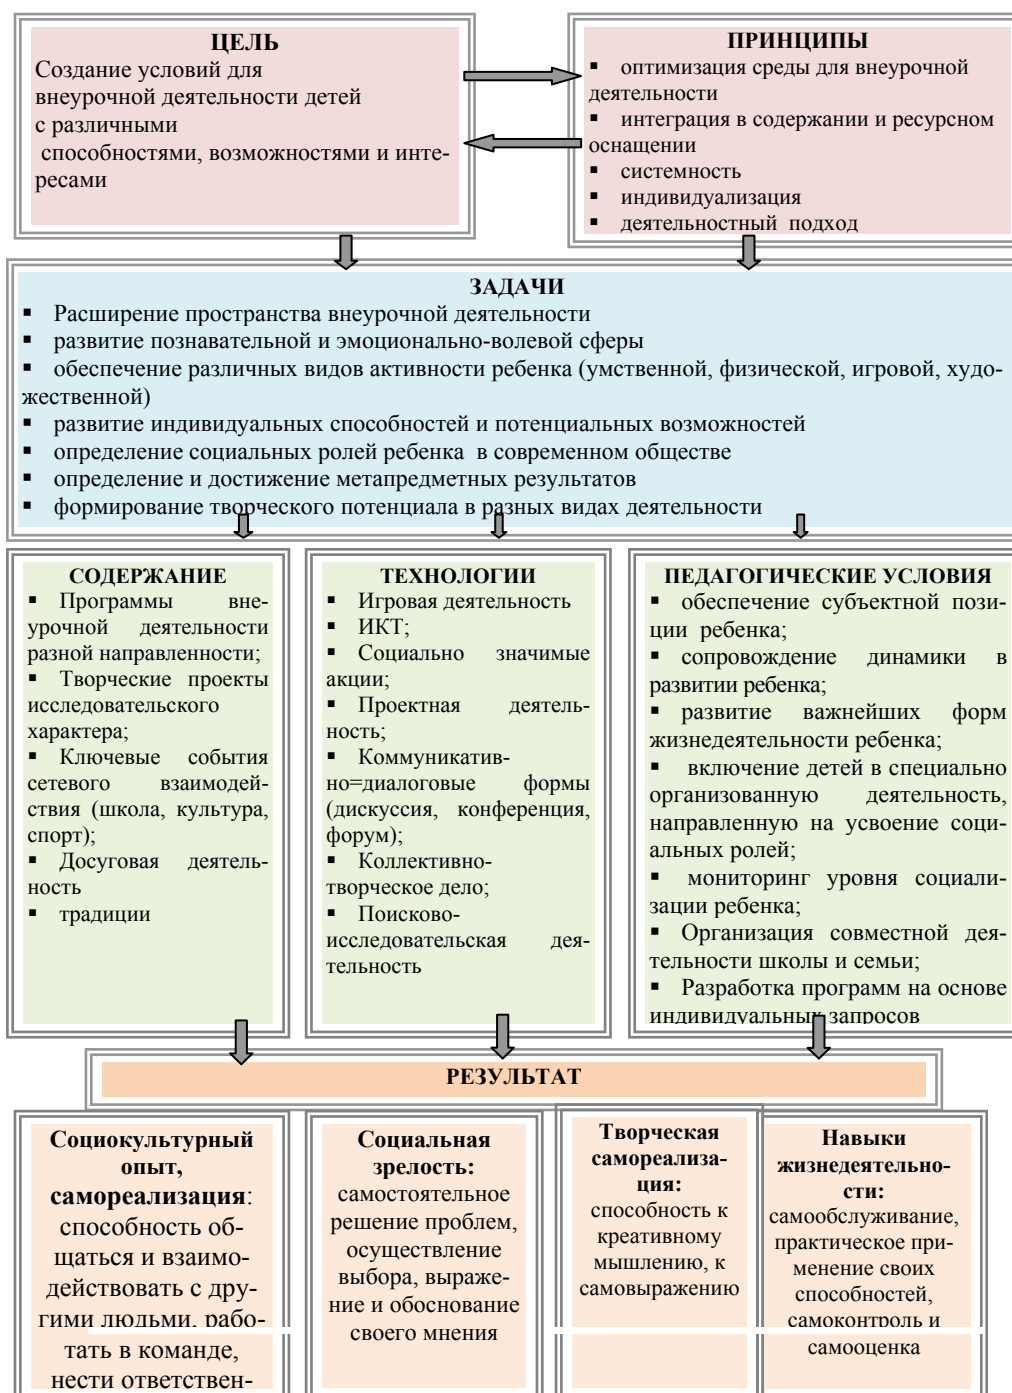 ЦЕЛЬ
Создание условий для
внеурочной деятельности детей
с различными
способностями, возможностями и инте-
ресами
ПРИНЦИПЫ
▪ оптимизация среды для внеурочной
деятельности
▪ интеграция в содержании и ресурсном
оснащении
▪ системность
▪ индивидуализация
▪ деятельностный подход
ЗАДАЧИ
▪ Расширение пространства внеурочной деятельности
▪ развитие познавательной и эмоционально-волевой сферы
▪ обеспечение различных видов активности ребенка (умственной, физической, игровой, худо-
жественной)
▪ развитие индивидуальных способностей и потенциальных возможностей
▪ определение социальных ролей ребенка в современном обществе
▪ определение и достижение метапредметных результатов
▪ формирование творческого потенциала в разных видах деятельности
СОДЕРЖАНИЕ
▪ Программы вне-
урочной деятельности
разной направленности;
▪ Творческие проекты
исследовательского
характера;
▪ Ключевые события
сетевого взаимодей-
ствия (школа, культура,
спорт);
▪ Досуговая деятель-
ность
▪ традиции
ТЕХНОЛОГИИ
▪ Игровая деятельность
▪ ИКТ;
▪ Социально значимые
акции;
▪ Проектная деятель-
ность;
▪ Коммуникатив-
но=диалоговые формы
(дискуссия, конференция,
форум);
▪ Коллективно-
творческое дело;
▪ Поисково-
исследовательская дея-
тельность
ПЕДАГОГИЧЕСКИЕ УСЛОВИЯ
▪ обеспечение субъектной пози-
ции ребенка;
▪ сопровождение динамики в
развитии ребенка;
▪ развитие важнейших форм
жизнедеятельности ребенка;
▪ включение детей в специально
организованную деятельность,
направленную на усвоение соци-
альных ролей;
▪ мониторинг уровня социали-
зации ребенка;
▪ Организация совместной дея-
тельности школы и семьи;
▪ Разработка программ на основе
индивидуальных запросов
РЕЗУЛЬТАТ
Социокультурный
опыт,
самореализация:
способность об-
щаться и взаимо-
действовать с дру-
гими людьми, рабо-
тать в команде,
нести ответствен-
Социальная
зрелость:
самостоятельное
решение проблем,
осуществление
выбора, выраже-
ние и обоснование
своего мнения
Творческая
самореализа-
ция:
способность к
креативному
мышлению, к
самовыражению
Навыки
жизнедеятельно-
сти:
самообслуживание,
практическое при-
менение своих
способностей,
самоконтроль и
самооценка